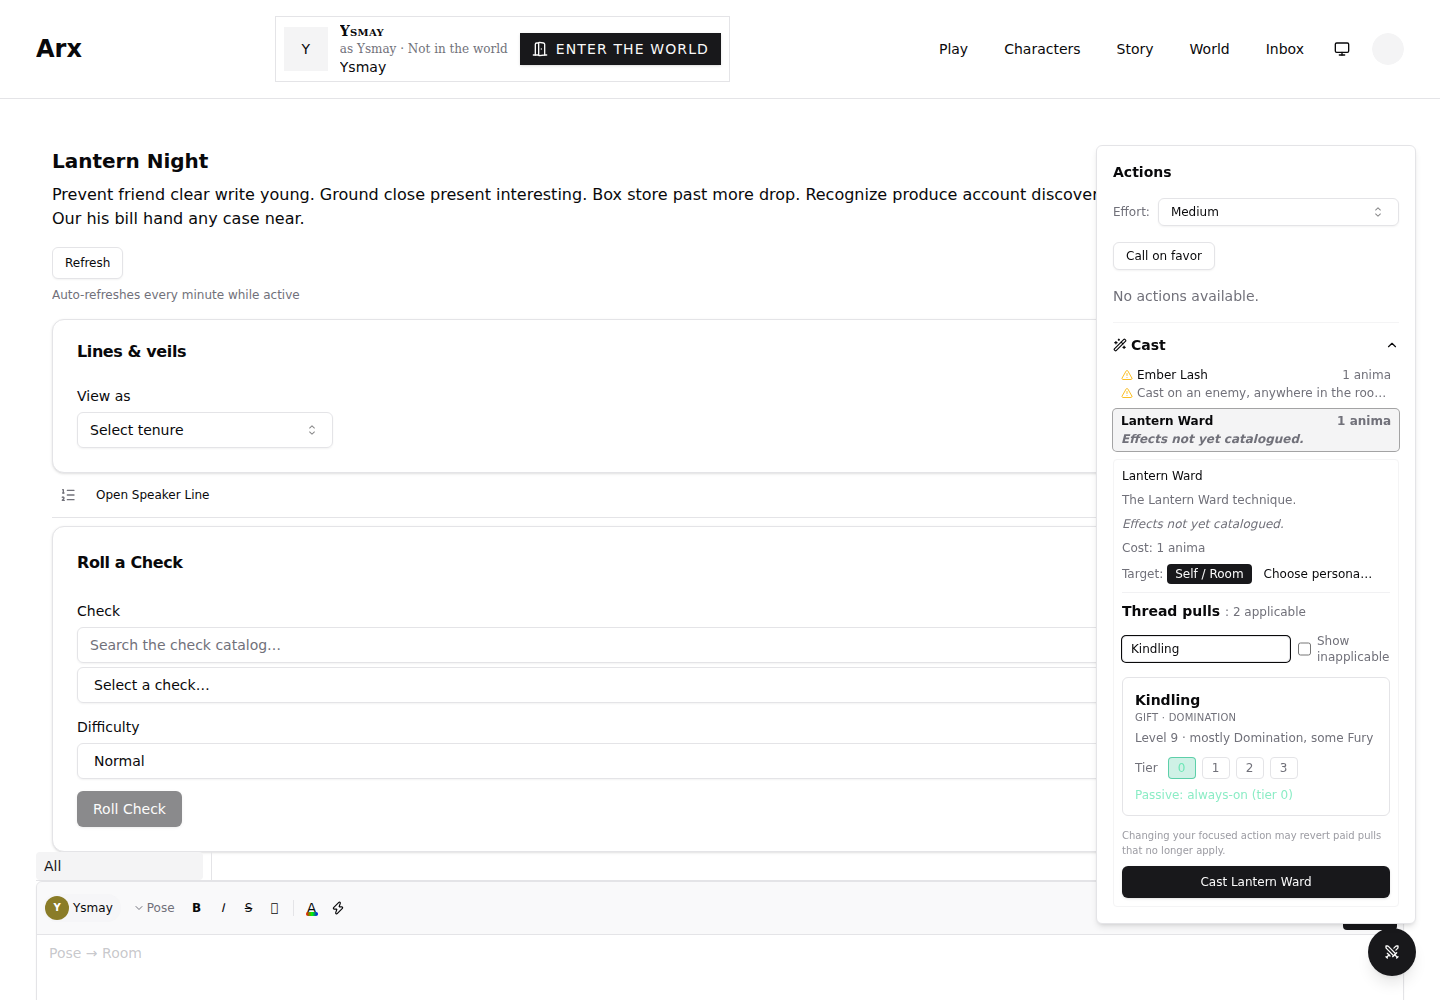 Arx
Y
Ysmay
as Ysmay · Not in the world
Ysmay
ENTER THE WORLD
Play
Characters
Story
World
Inbox
Lantern Night
Prevent friend clear write young. Ground close present interesting. Box store past more drop. Recognize produce account discover
Our his bill hand any case near.
Refresh
Auto-refreshes every minute while active
Lines & veils
View as
Select tenure
Open Speaker Line
Roll a Check
Check
Search the check catalog…
Select a check…
Difficulty
Normal
Roll Check
All
Y
Ysmay
Pose
B
I
S
A
Pose → Room
Actions
Effort:
Medium
Call on favor
No actions available.
Cast
Ember Lash
1 anima
Cast on an enemy, anywhere in the roo…
Lantern Ward
1 anima
Effects not yet catalogued.
Lantern Ward
The Lantern Ward technique.
Effects not yet catalogued.
Cost: 1 anima
Target:
Self / Room
Choose persona…
Thread pulls : 2 applicable
Kindling
Show
inapplicable
Kindling
GIFT · DOMINATION
Level 9 · mostly Domination, some Fury
Tier
0
1
2
3
Passive: always-on (tier 0)
Changing your focused action may revert paid pulls
that no longer apply.
Cast Lantern Ward